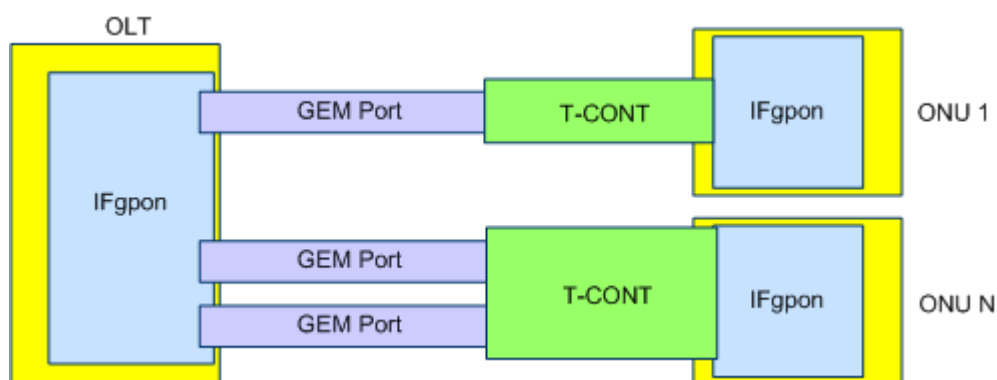 OLT
GEM Port
T-CONT
IFgpon
ONU 1
IFgpon
GEM Port
T-CONT
IFgpon
ONU N
GEM Port